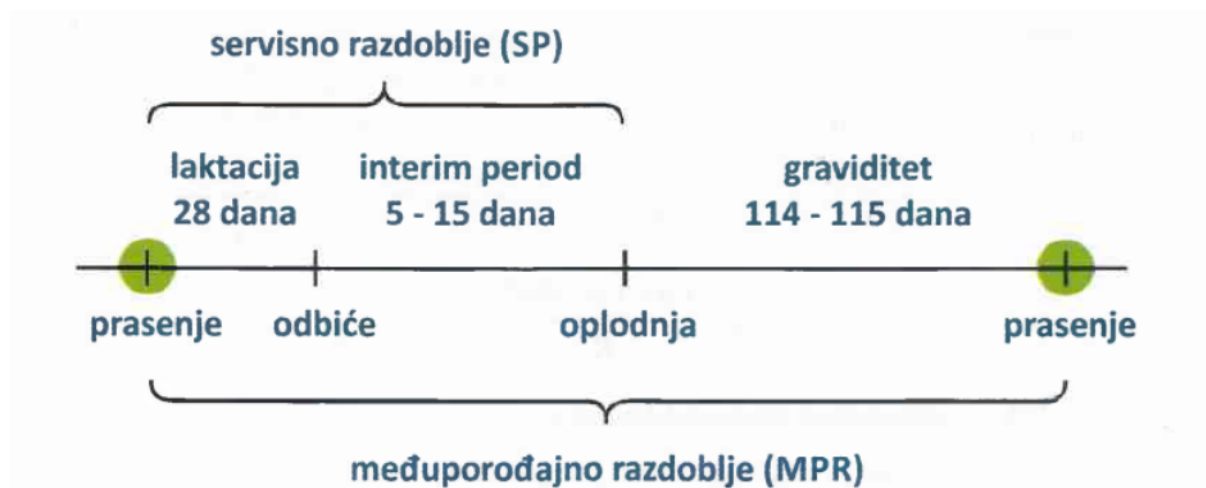 servisno razdoblje (SP)
laktacija
28 dana
interim period
5 - 15 dana
graviditet
114 - 115 dana
prasenje
odbiće
oplodnja
prasenje
međuporođajno razdoblje (MPR)